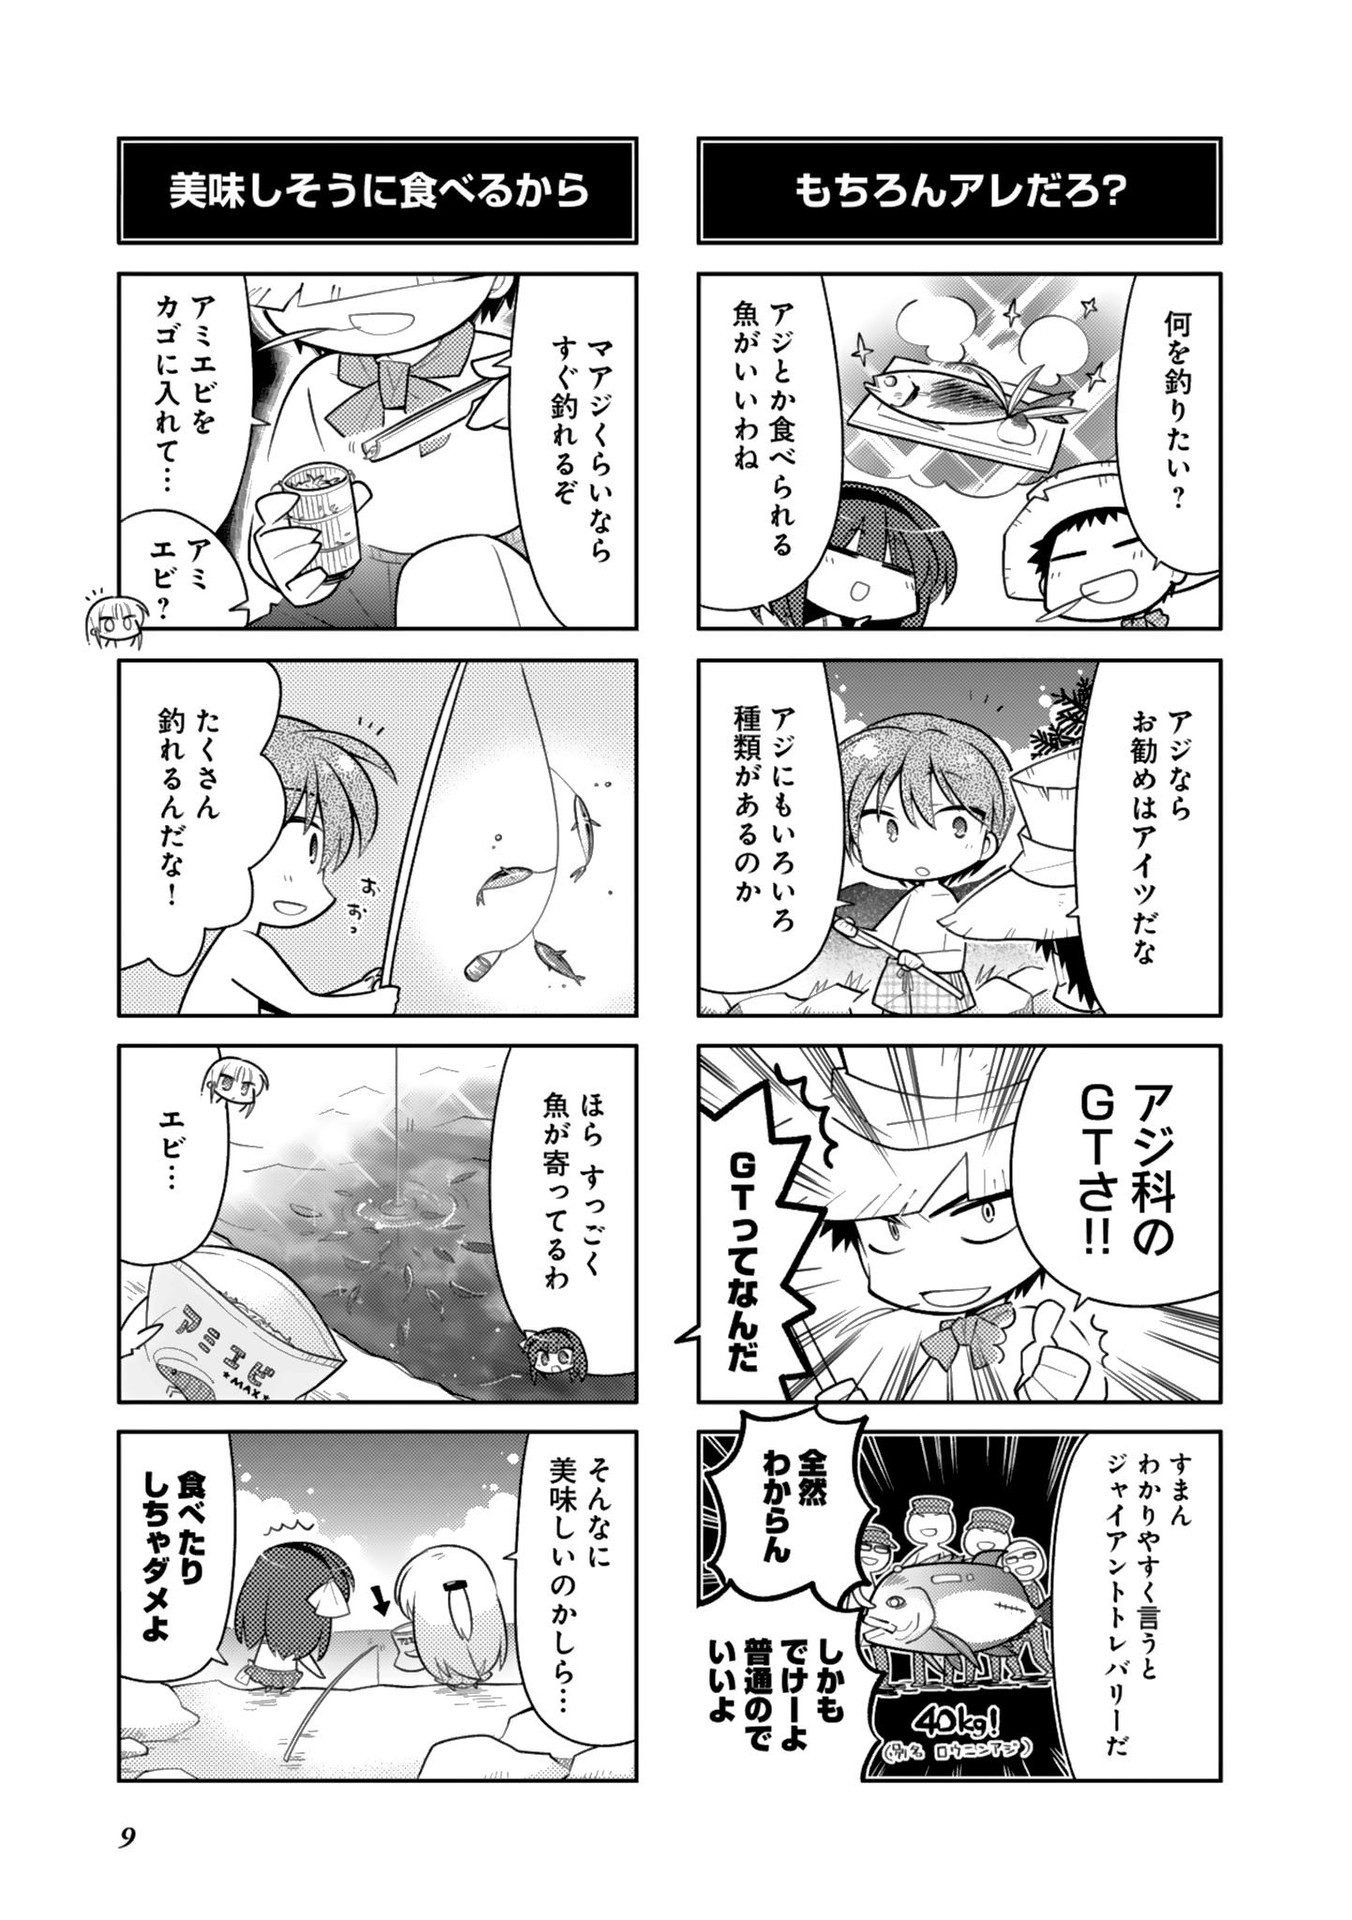 もちろんアレだろ?
何を釣りたい?
アジとか食べられる
魚がいいわね
アジなら
お勧めはアイツだな
アジにもいろいろ
種類があるのか
アジ科の
GTさ!!
GTってなんだ
すまん
わかりやすく言うと
ジャイアントトレバリーだ
全然
わからん
40kg!
(別名 ロウニンアジ)
しかも
でけーよ
普通ので
いいよ
美味しそうに食べるから
マアジくらいなら
すぐ釣れるぞ
アミエビを
カゴに入れて…
アミ
エビ?
たくさん
釣れるんだな!
おおっ
ほら すっごく
魚が寄ってるわ
エビ…
アミエビ
*MAX*
そんなに
美味しいのかしら…
食べたり
しちゃダメよ
9